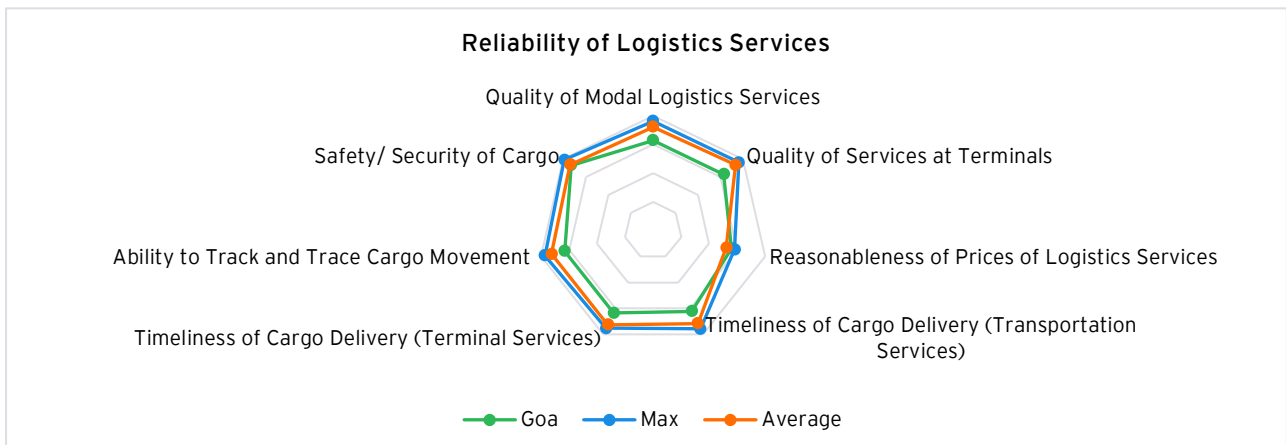 Reliability of Logistics Services
Quality of Modal Logistics Services
Safety/ Security of Cargo
Quality of Services at Terminals
Ability to Track and Trace Cargo Movement
Reasonableness of Prices of Logistics Services
Timeliness of Cargo Delivery (Terminal Services)
Timeliness of Cargo Delivery (Transportation
Services)
Goa
Max
Average